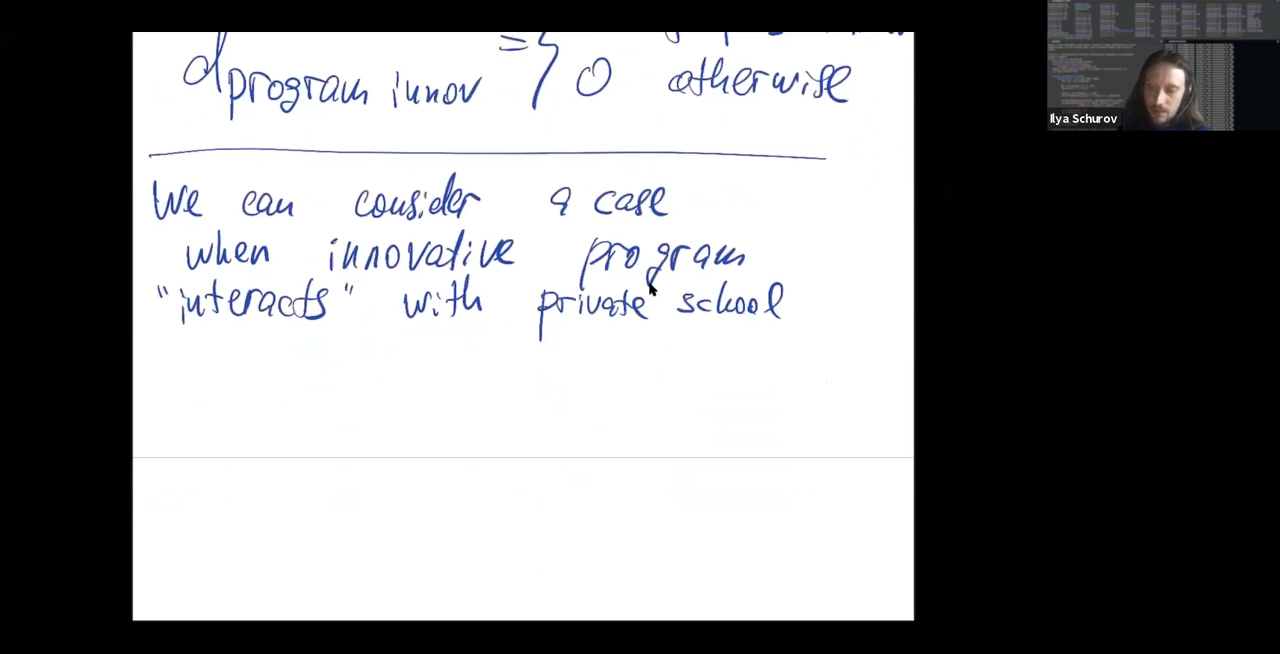 d program innov = { 0 otherwise
We can consider a case
when innovative program
"interacts" with private school
Ilya Schurov